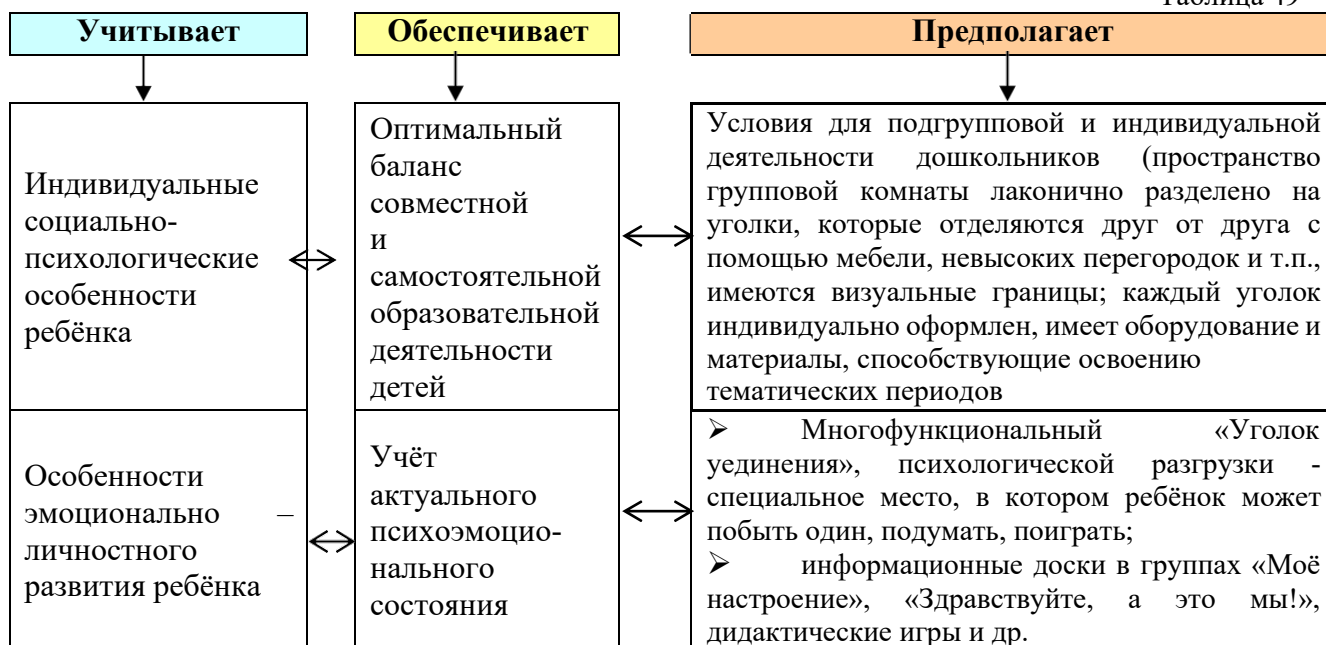 Таблица 49
Учитывает
Обеспечивает
Предполагает
Индивидуальные
социально-
психологические
особенности
ребёнка
Оптимальный
баланс
совместной
и
самостоятельной
образовательной
деятельности
детей
Условия для подгрупповой и индивидуальной
деятельности дошкольников (пространство
групповой комнаты лаконично разделено на
уголки, которые отделяются друг от друга с
помощью мебели, невысоких перегородок и т.п.,
имеются визуальные границы; каждый уголок
индивидуально оформлен, имеет оборудование и
материалы, способствующие освоению
тематических периодов
Особенности
эмоционально –
личностного
развития ребёнка
Учёт
актуального
психоэмоцио-
нального
состояния
➢ Многофункциональный «Уголок
уединения», психологической разгрузки -
специальное место, в котором ребёнок может
побыть один, подумать, поиграть;
➢ информационные доски в группах «Моё
настроение», «Здравствуйте, а это мы!»,
дидактические игры и др.